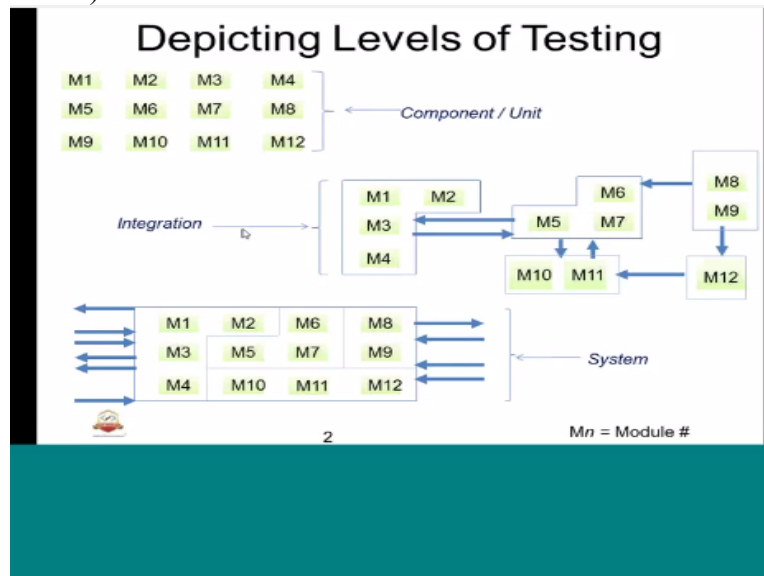 Depicting Levels of Testing
M1 M2 M3 M4
M5 M6 M7 M8
Component / Unit
M9 M10 M11 M12
Integration
M1 M2
M3
M4
M6
M5 M7
M8
M9
M10 M11
M12
M1 M2 M6 M8
M3 M5 M7 M9
System
M4 M10 M11 M12
2
Mn = Module #